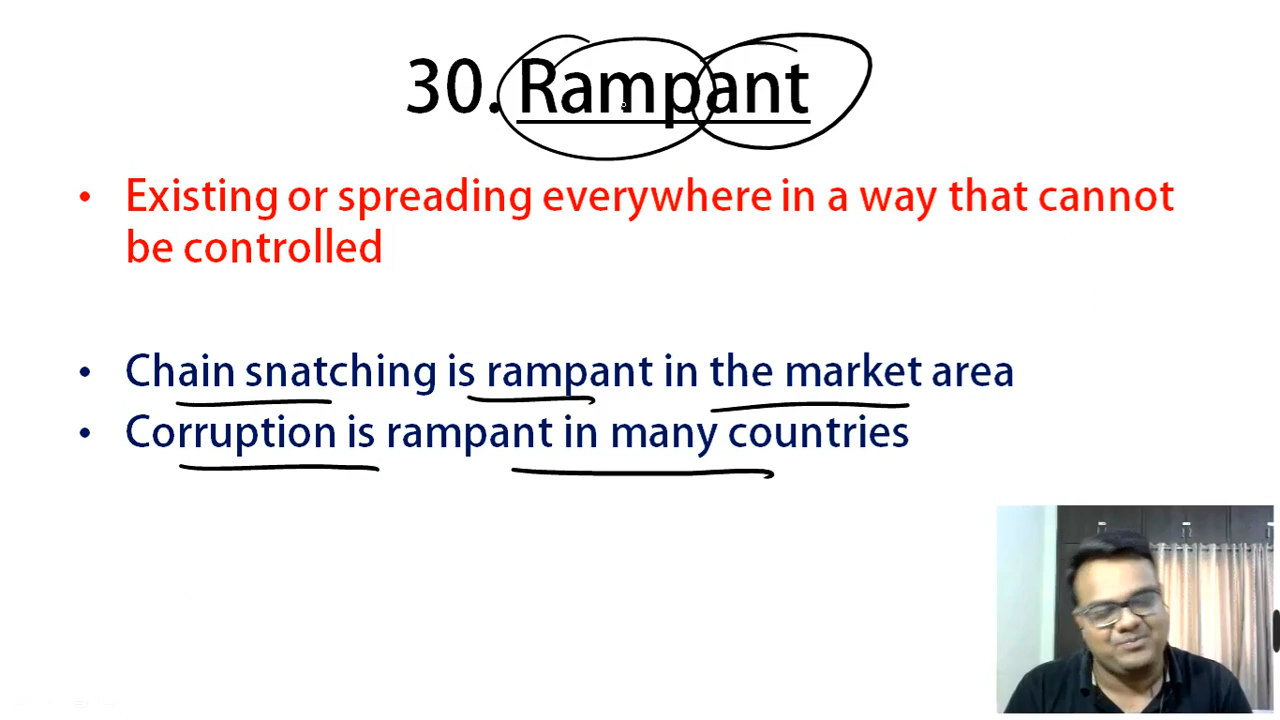 30. Rampant
• Existing or spreading everywhere in a way that cannot
be controlled
• Chain snatching is rampant in the market area
• Corruption is rampant in many countries